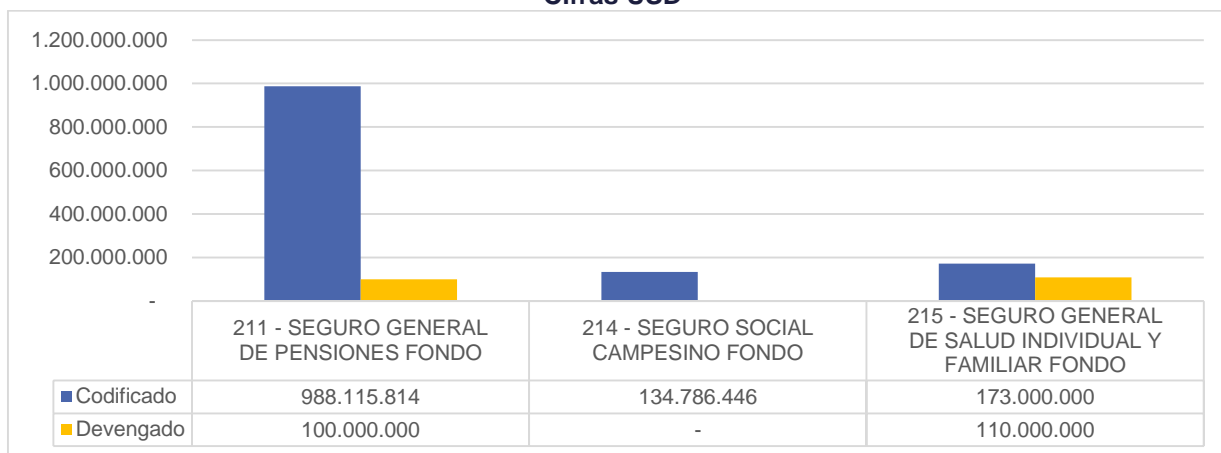 Cifras USD
1.200.000.000
1.000.000.000
800.000.000
600.000.000
400.000.000
200.000.000
-
211 - SEGURO GENERAL
DE PENSIONES FONDO
214 - SEGURO SOCIAL
CAMPESINO FONDO
215 - SEGURO GENERAL
DE SALUD INDIVIDUAL Y
FAMILIAR FONDO
Codificado 988.115.814 134.786.446 173.000.000
Devengado 100.000.000 - 110.000.000